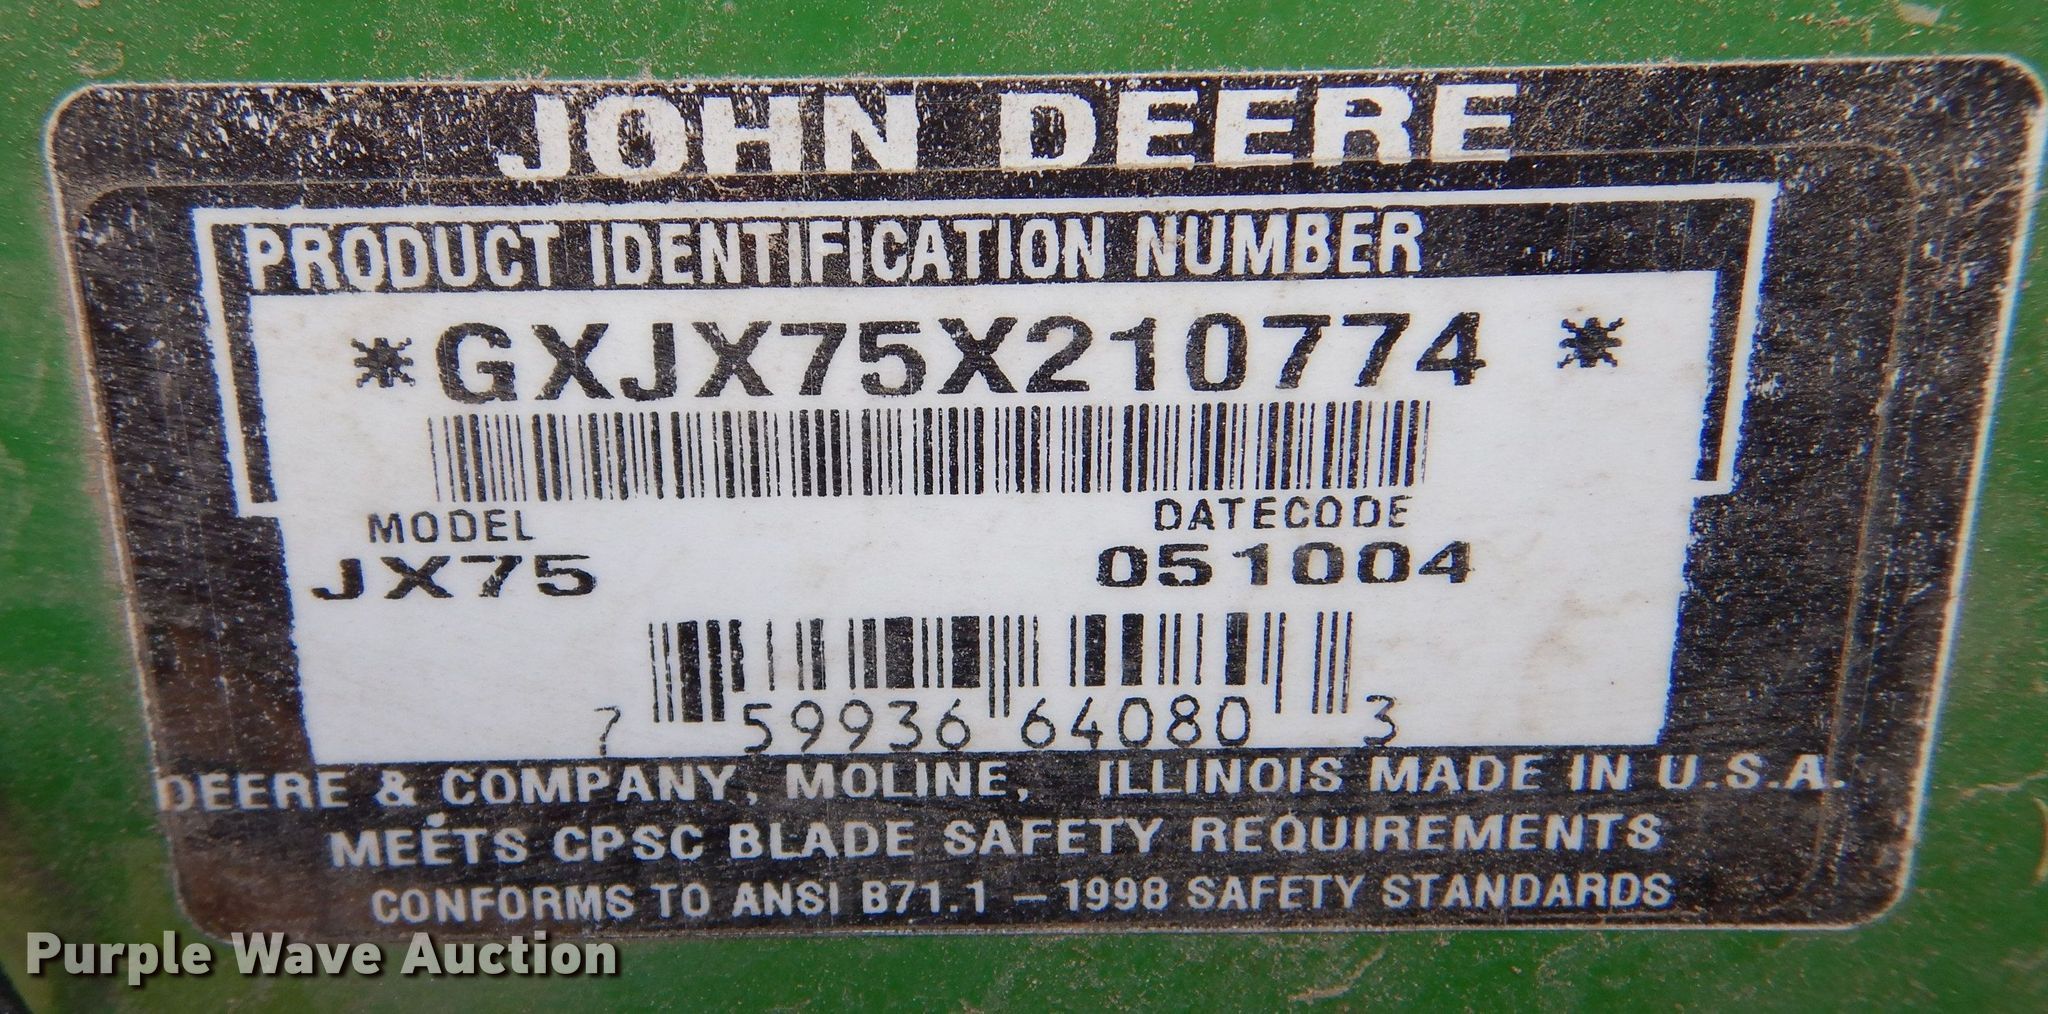 JOHN DEERE
PRODUCT IDENTIFICATION NUMBER
*GXJX75X210774 *
MODEL DATECODE
JX75 051004
7 59936 64080 3
DEERE & COMPANY, MOLINE, ILLINOIS MADE IN U.S.A.
MEETS CPSC BLADE SAFETY REQUIREMENTS
CONFORMS TO ANSI B71.1 – 1998 SAFETY STANDARDS
Purple Wave Auction